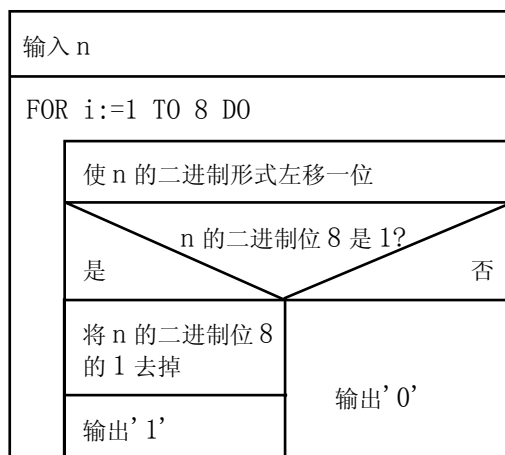 输入 n
FOR i:=1 TO 8 DO
使 n 的二进制形式左移一位
n 的二进制位 8 是 1?
是
否
将 n 的二进制位 8
的 1 去掉
输出'1'
输出'0'